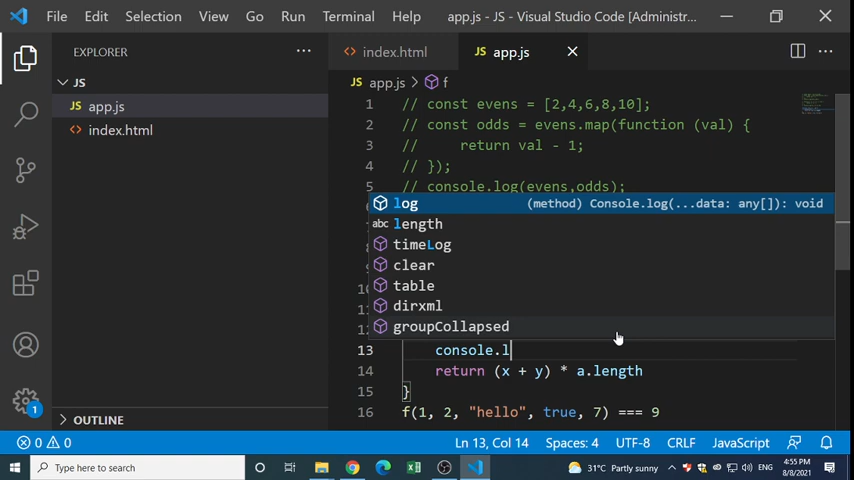 File Edit Selection View Go Run Terminal Help app.js - JS - Visual Studio Code [Administr...
EXPLORER ...
index.html
JS app.js
JS
JS app.js > f
JS app.js
index.html
1 // const evens = [2,4,6,8,10];
2 // const odds = evens.map(function (val) {
3 //     return val - 1;
4 // });
5 // console.log(evens,odds);
log (method) Console.log(...data: any[]): void
abc length
timeLog
clear
table
dirxml
groupCollapsed
13 console.l
14 return (x + y) * a.length
15 }
16 f(1, 2, "hello", true, 7) === 9
OUTLINE
1
0 0 Ln 13, Col 14 Spaces: 4 UTF-8 CRLF JavaScript
Type here to search
31°C Partly sunny
ENG
4:55 PM
8/8/2021